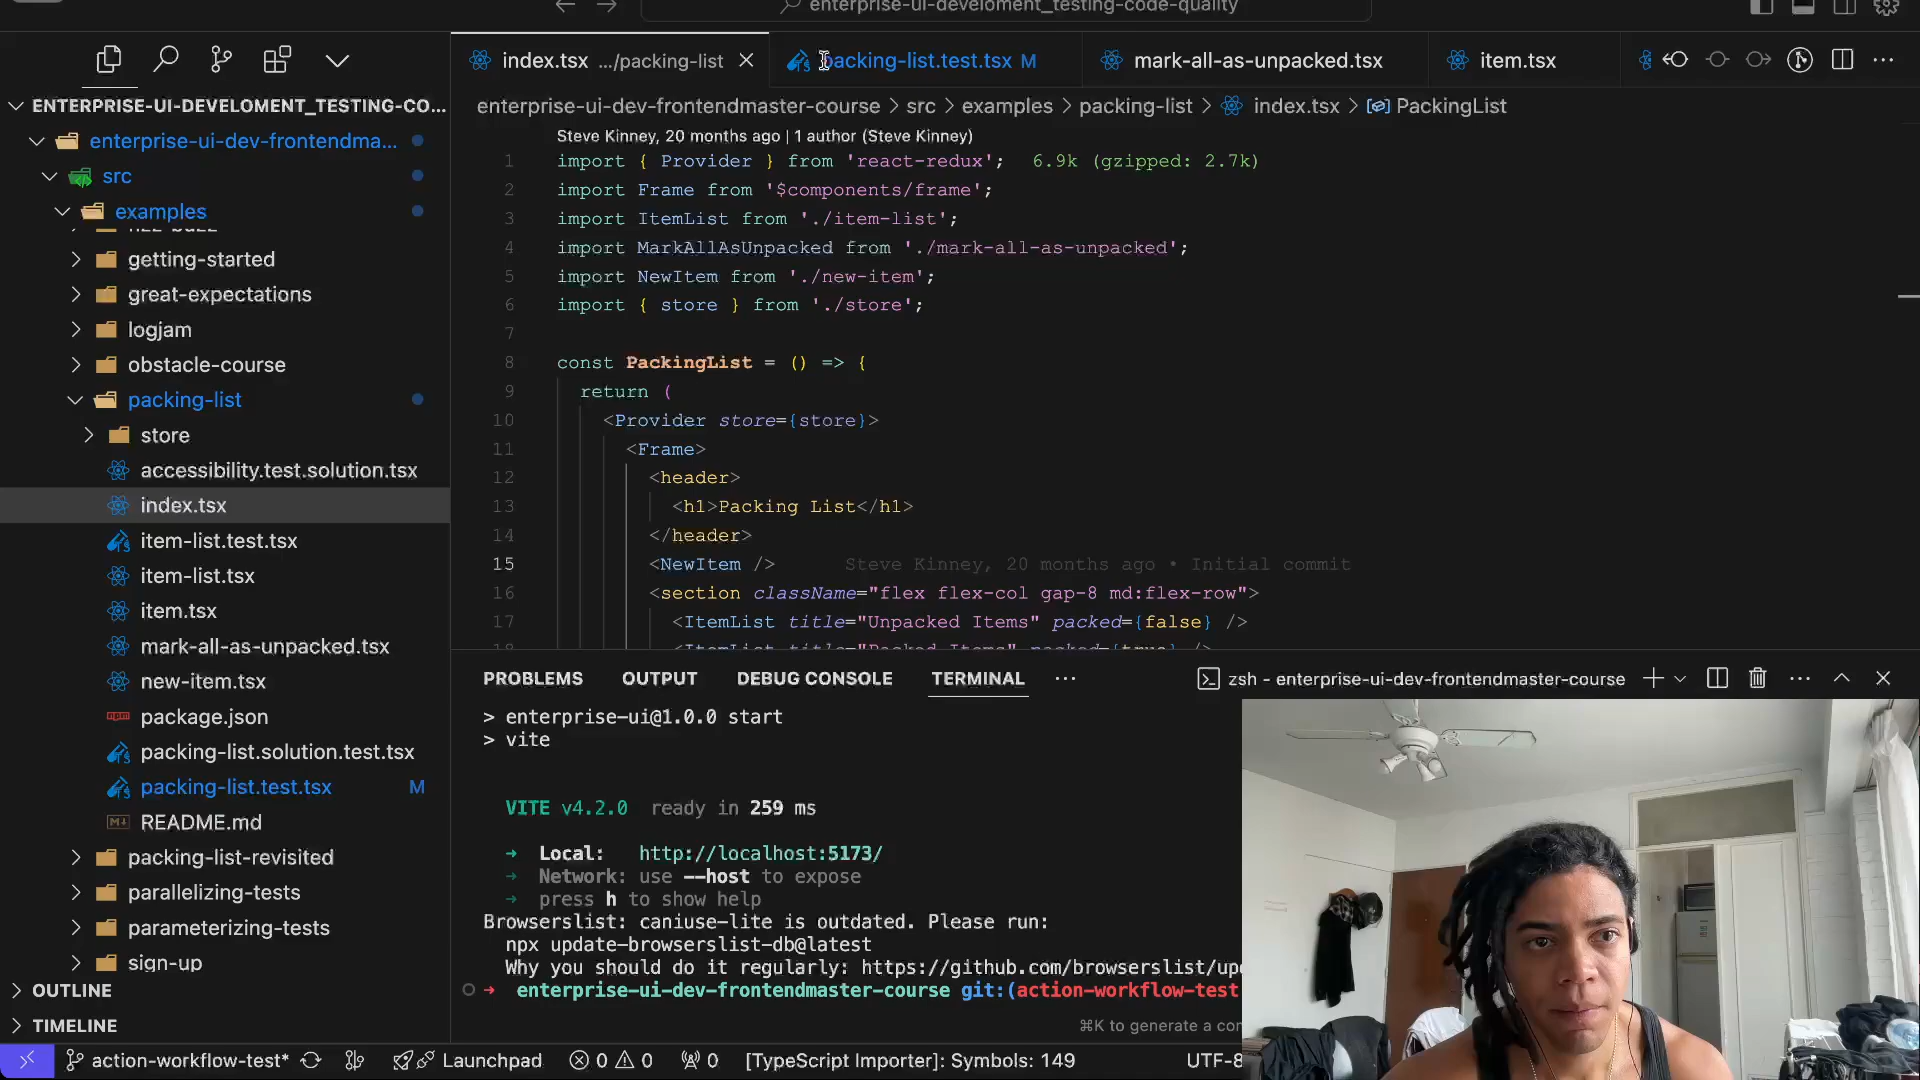 enterprise-ui-develoment_testing-code-quality
index.tsx .../packing-list
packing-list.test.tsx M
mark-all-as-unpacked.tsx
item.tsx
ENTERPRISE-UI-DEVELOMENT_TESTING-CO...
enterprise-ui-dev-frontendma...
src
examples
getting-started
great-expectations
logjam
obstacle-course
packing-list
store
accessibility.test.solution.tsx
index.tsx
item-list.test.tsx
item-list.tsx
item.tsx
mark-all-as-unpacked.tsx
new-item.tsx
package.json
packing-list.solution.test.tsx
packing-list.test.tsx M
README.md
packing-list-revisited
parallelizing-tests
parameterizing-tests
sign-up
OUTLINE
TIMELINE
enterprise-ui-dev-frontendmaster-course > src > examples > packing-list > index.tsx > PackingList
Steve Kinney, 20 months ago | 1 author (Steve Kinney)
1 import { Provider } from 'react-redux'; 6.9k (gzipped: 2.7k)
2 import Frame from '$components/frame';
3 import ItemList from './item-list';
4 import MarkAllAsUnpacked from './mark-all-as-unpacked';
5 import NewItem from './new-item';
6 import { store } from './store';
7
8 const PackingList = () => {
9 return (
10 <Provider store={store}>
11 <Frame>
12 <header>
13 <h1>Packing List</h1>
14 </header>
15 <NewItem /> Steve Kinney, 20 months ago • Initial commit
16 <section className="flex flex-col gap-8 md:flex-row">
17 <ItemList title="Unpacked Items" packed={false} />
18 <ItemList title="Packed Items" packed={true} />
PROBLEMS OUTPUT DEBUG CONSOLE TERMINAL ···
zsh - enterprise-ui-dev-frontendmaster-course
> enterprise-ui@1.0.0 start
> vite
VITE v4.2.0 ready in 259 ms
➜ Local: http://localhost:5173/
➜ Network: use --host to expose
➜ press h to show help
Browserslist: caniuse-lite is outdated. Please run:
npx update-browserslist-db@latest
Why you should do it regularly: https://github.com/browserslist/upd
➜ enterprise-ui-dev-frontendmaster-course git:(action-workflow-test
⌘K to generate a com
action-workflow-test* Launchpad 0 0 0 [TypeScript Importer]: Symbols: 149 UTF-8